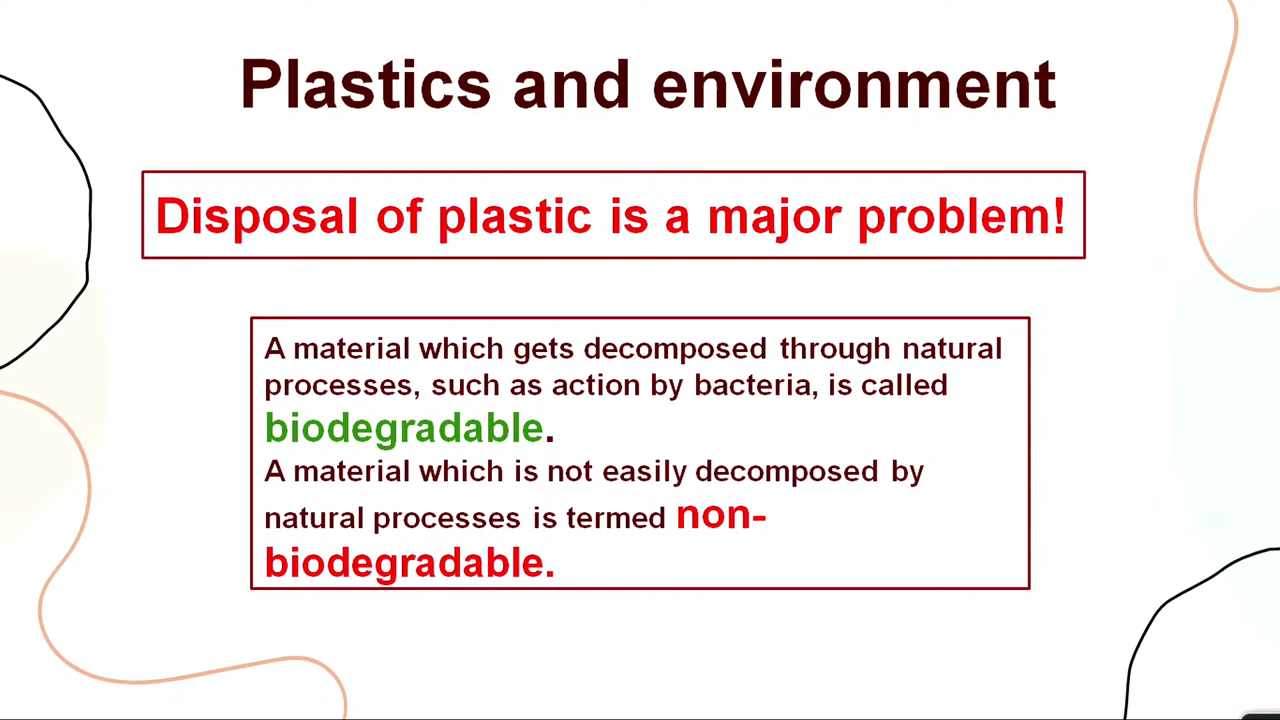 Plastics and environment
Disposal of plastic is a major problem!
A material which gets decomposed through natural
processes, such as action by bacteria, is called
biodegradable.
A material which is not easily decomposed by
natural processes is termed non-
biodegradable.